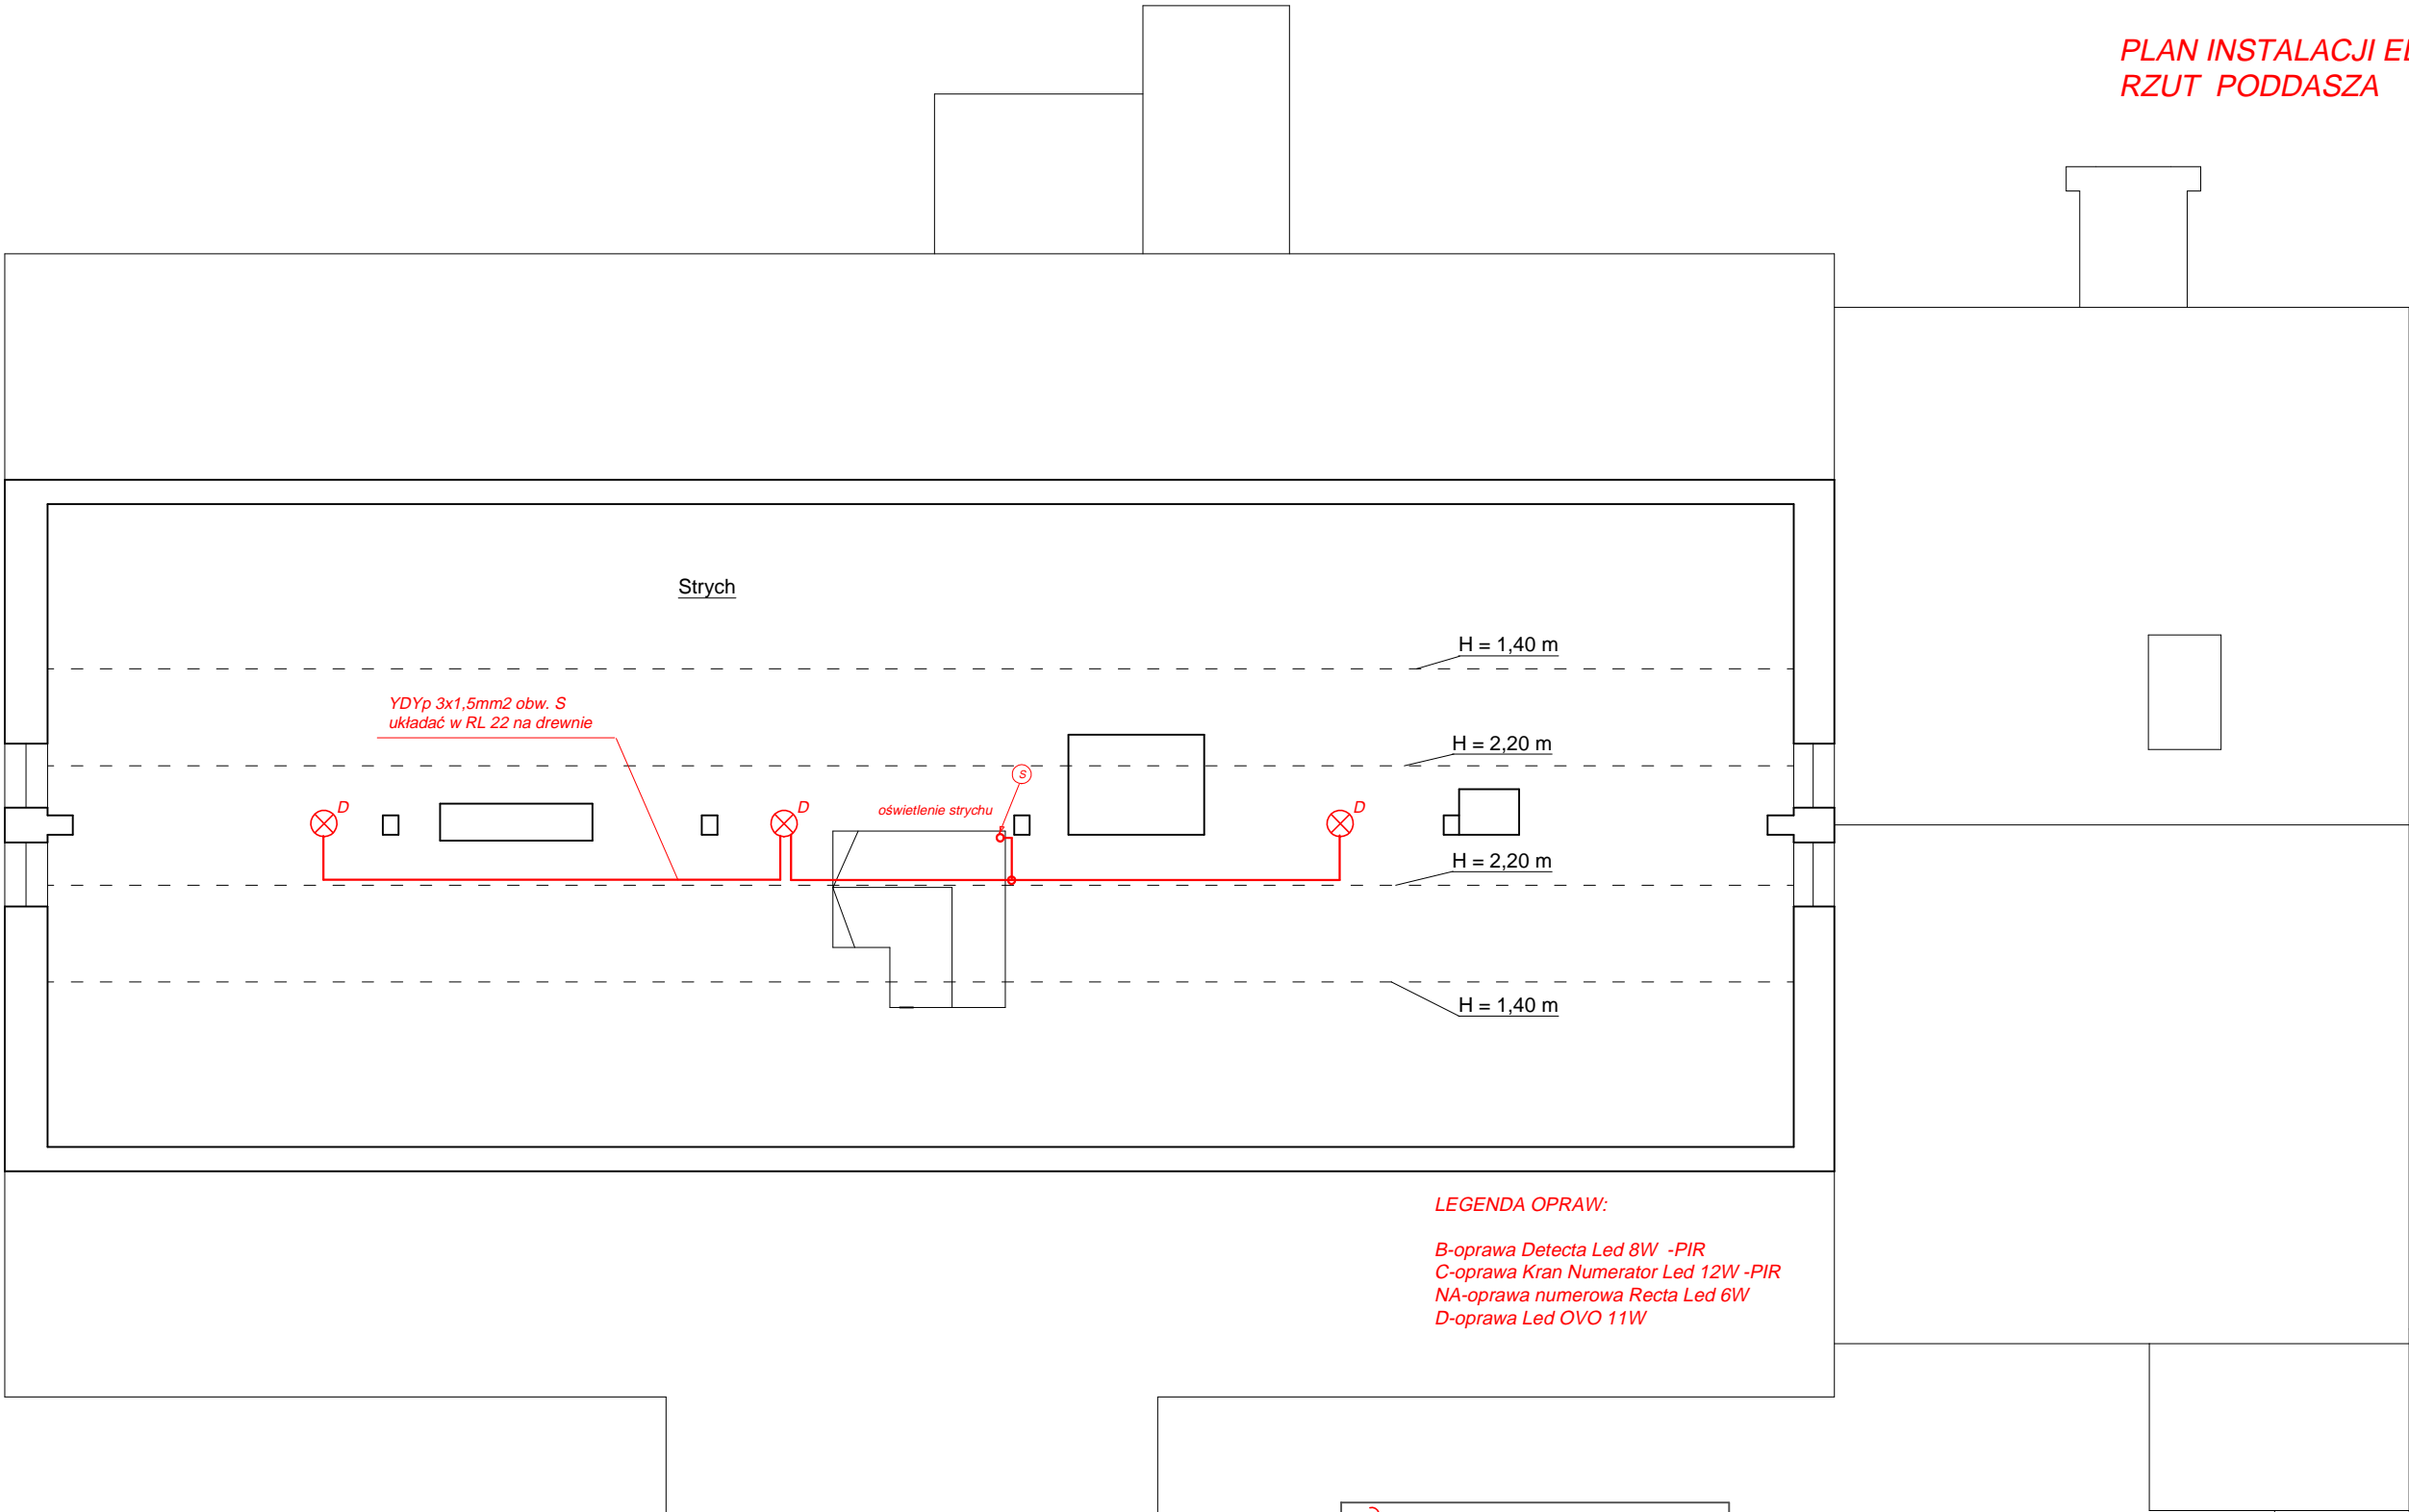 PLAN INSTALACJI
RZUT PODDASZA
Strych
H = 1,40 m
YDYp 3x1,5mm2 obw. S
układać w RL 22 na drewnie
H = 2,20 m
S
oświetlenie strychu
D
D
D
H = 2,20 m
H = 1,40 m
LEGENDA OPRAW:
B-oprawa Detecta Led 8W -PIR
C-oprawa Kran Numerator Led 12W -PIR
NA-oprawa numerowa Recta Led 6W
D-oprawa Led OVO 11W